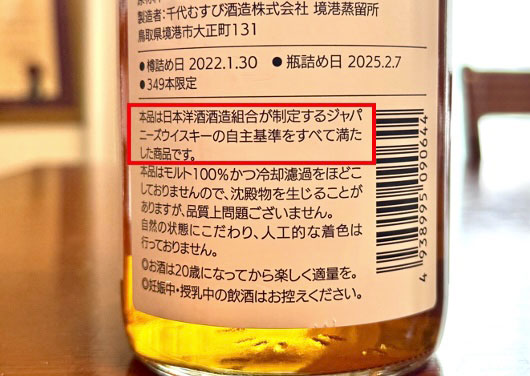 製造者：千代むすび酒造株式会社 境港蒸留所
鳥取県境港市大正町131
●樽詰め日 2022.1.30 ●瓶詰め日 2025.2.7
●349本限定
本品は日本洋酒酒造組合が制定するジャパ
ニーズウイスキーの自主基準をすべて満た
した商品です。
本品はモルト100%かつ冷却濾過をほどこ
しておりませんので、沈殿物を生じることが
ありますが、品質上問題ございません。
自然の状態にこだわり、人工的な着色は
行っておりません。
◎お酒は20歳になってから楽しく適量を。
◎妊娠中・授乳中の飲酒はお控えください。
4 938995 090644